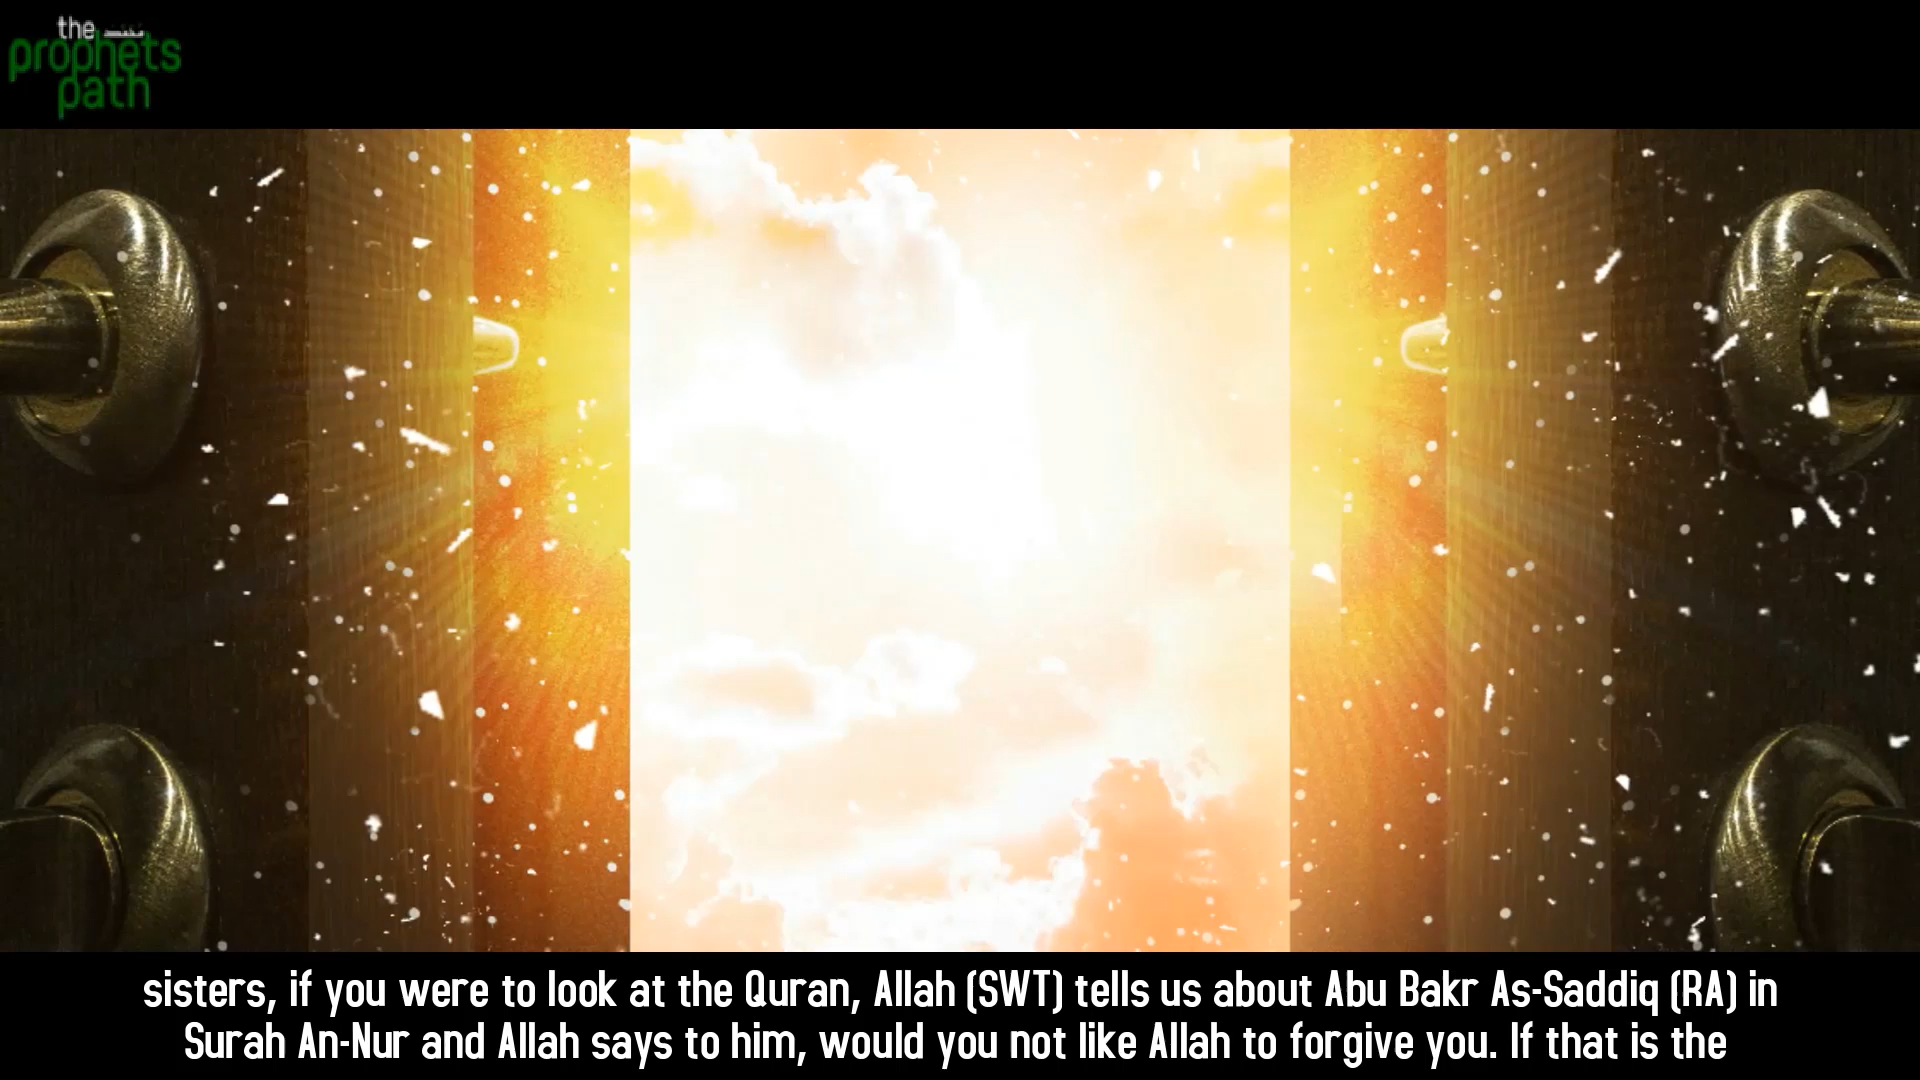 the
prophets
path
sisters, if you were to look at the Quran, Allah (SWT) tells us about Abu Bakr As-Saddiq (RA) in
Surah An-Nur and Allah says to him, would you not like Allah to forgive you. If that is the